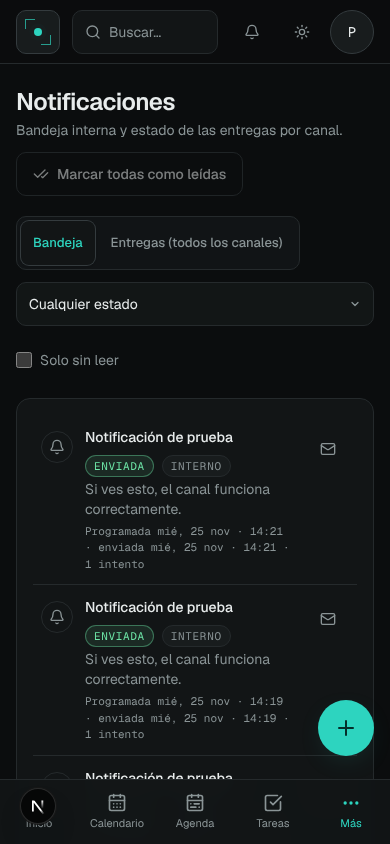 Buscar...
P
Notificaciones
Bandeja interna y estado de las entregas por canal.
Marcar todas como leídas
Bandeja
Entregas (todos los canales)
Cualquier estado
Solo sin leer
Notificación de prueba
ENVIADA INTERNO
Si ves esto, el canal funciona
correctamente.
Programada mié, 25 nov · 14:21
· enviada mié, 25 nov · 14:21 ·
1 intento
Notificación de prueba
ENVIADA INTERNO
Si ves esto, el canal funciona
correctamente.
Programada mié, 25 nov · 14:19
· enviada mié, 25 nov · 14:19 ·
1 intento
Notificación de prueba
N
Inicio
Calendario
Agenda
Tareas
Más